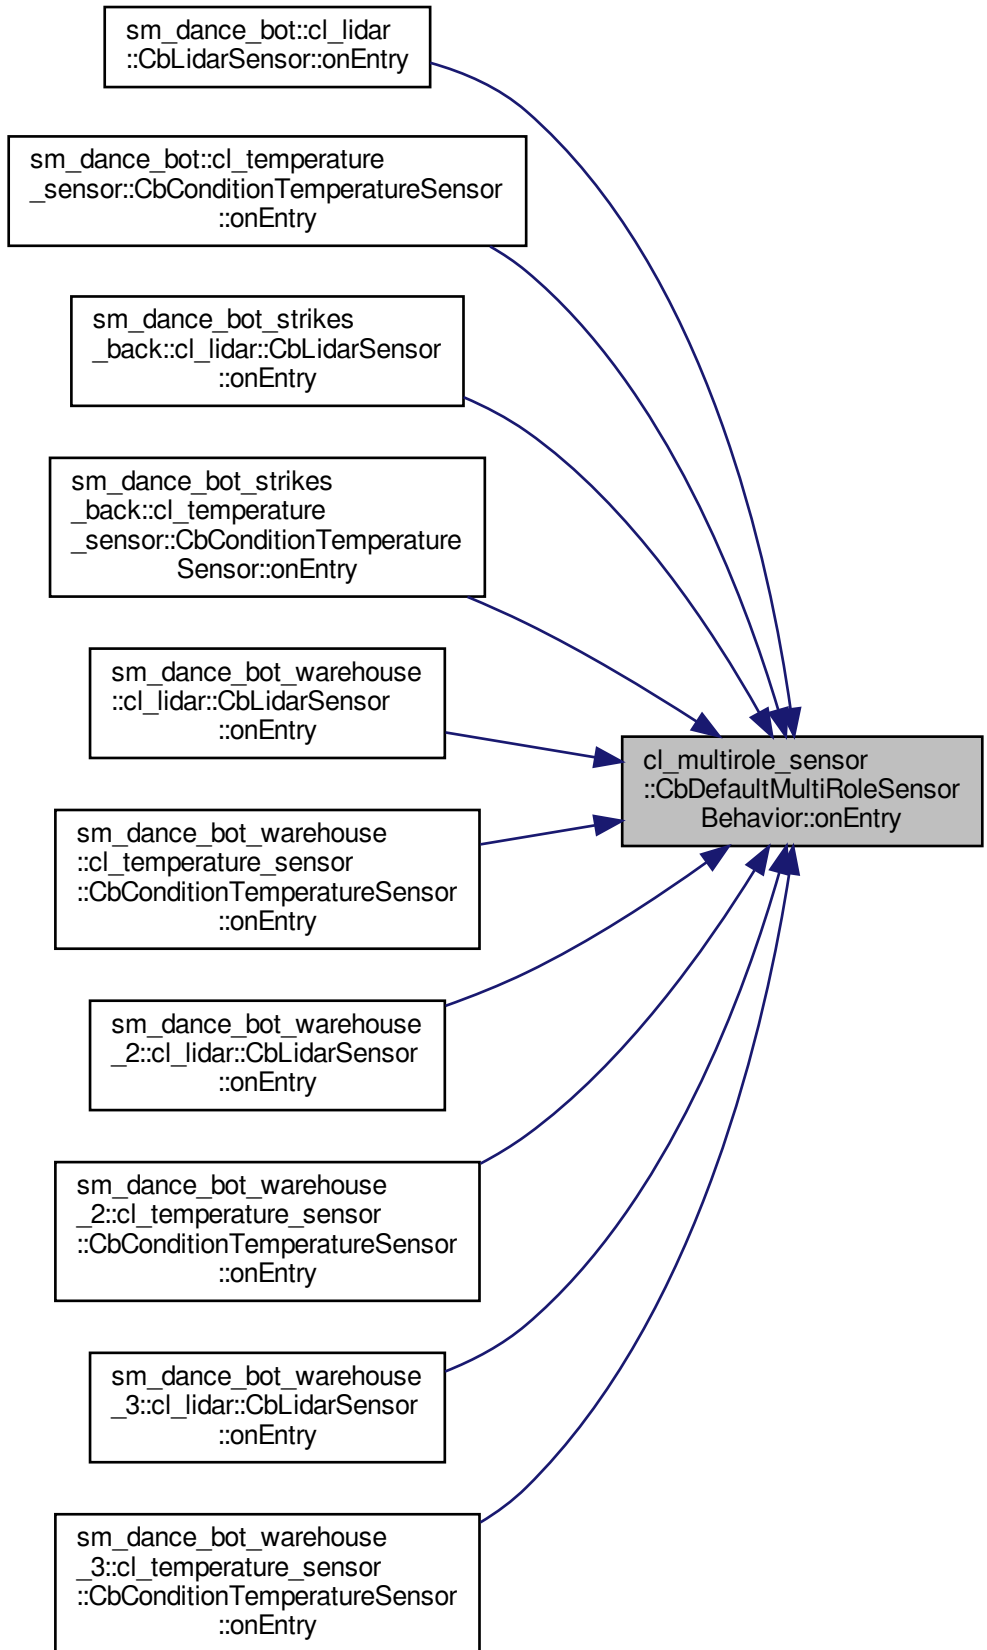 sm_dance_bot::cl_lidar
::CbLidarSensor::onEntry
sm_dance_bot::cl_temperature
_sensor::CbConditionTemperatureSensor
::onEntry
sm_dance_bot_strikes
_back::cl_lidar::CbLidarSensor
::onEntry
sm_dance_bot_strikes
_back::cl_temperature
_sensor::CbConditionTemperature
Sensor::onEntry
sm_dance_bot_warehouse
::cl_lidar::CbLidarSensor
::onEntry
cl_multirole_sensor
::CbDefaultMultiRoleSensor
Behavior::onEntry
sm_dance_bot_warehouse
::cl_temperature_sensor
::CbConditionTemperatureSensor
::onEntry
sm_dance_bot_warehouse
_2::cl_lidar::CbLidarSensor
::onEntry
sm_dance_bot_warehouse
_2::cl_temperature_sensor
::CbConditionTemperatureSensor
::onEntry
sm_dance_bot_warehouse
_3::cl_lidar::CbLidarSensor
::onEntry
sm_dance_bot_warehouse
_3::cl_temperature_sensor
::CbConditionTemperatureSensor
::onEntry